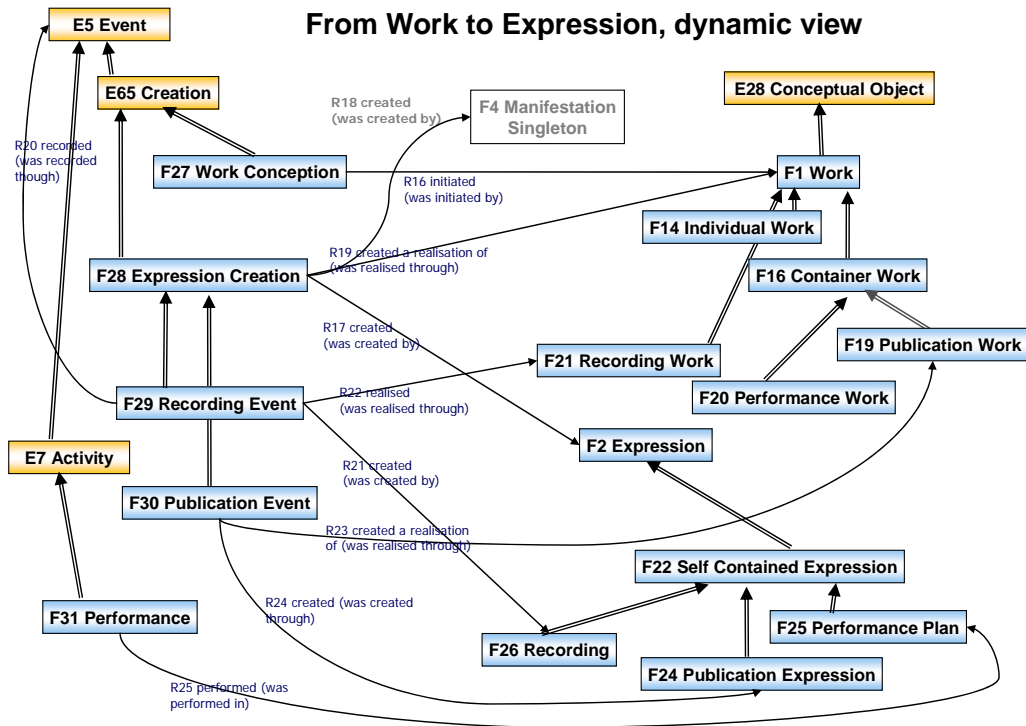 From Work to Expression, dynamic view
E5 Event
E65 Creation
R18 created
(was created by)
F4 Manifestation
Singleton
E28 Conceptual Object
R20 recorded
(was recorded
though)
F27 Work Conception
R16 initiated
(was initiated by)
F1 Work
F14 Individual Work
R19 created a realisation of
(was realised through)
F28 Expression Creation
F16 Container Work
R17 created
(was created by)
F19 Publication Work
F21 Recording Work
F20 Performance Work
F29 Recording Event
R22 realised
(was realised through)
F2 Expression
E7 Activity
R21 created
(was created by)
F30 Publication Event
R23 created a realisation
of (was realised through)
F22 Self Contained Expression
R24 created (was created
through)
F31 Performance
F25 Performance Plan
F26 Recording
F24 Publication Expression
R25 performed (was
performed in)